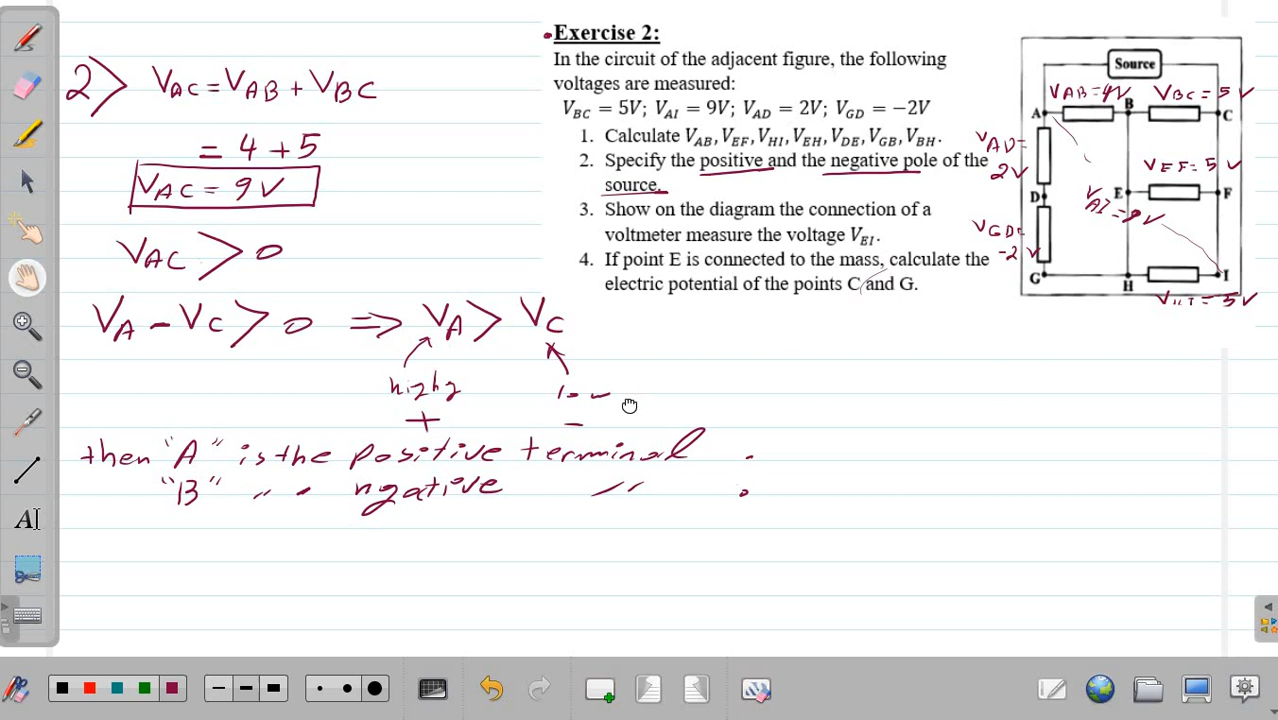 2) VAC = VAB + VBC
= 4 + 5
VAC = 9V
VAC > 0
VA - VC > 0 => VA > VC
low
+ -
then "A" is the positive terminal .
"B" " " ngative " .
Exercise 2:
In the circuit of the adjacent figure, the following
voltages are measured:
V_BC = 5V; V_AI = 9V; V_AD = 2V; V_GD = −2V
1. Calculate V_AB, V_EF, V_HI, V_EH, V_DE, V_GB, V_BH.
2. Specify the positive and the negative pole of the
source.
3. Show on the diagram the connection of a
voltmeter measure the voltage V_EI.
4. If point E is connected to the mass, calculate the
electric potential of the points C and G.
Source
VAB=4V VBC=5V
A B C
VAD=
2V
VEF=5V
D E F
VAI=9V
VGD=
-2V
G H I
=5V
A